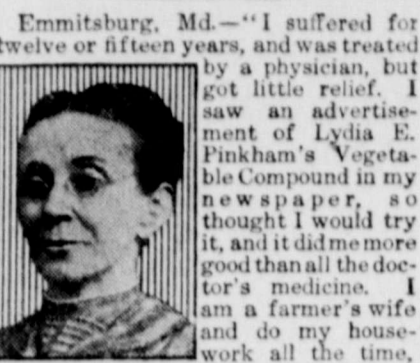 Emmitsburg, Md.—"I suffered for
twelve or fifteen years, and was treated
by a physician, but
got little relief. I
saw an advertise-
ment of Lydia E.
Pinkham's Vegeta-
ble Compound in my
newspaper, so
thought I would try
it, and it did me more
good than all the doc-
tor's medicine. I
am a farmer's wife
and do my house-
work all the time.